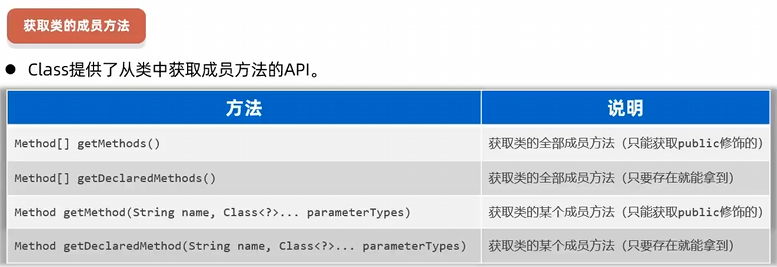 获取类的成员方法
● Class提供了从类中获取成员方法的API。
方法 说明
Method[] getMethods() 获取类的全部成员方法（只能获取public修饰的）
Method[] getDeclaredMethods() 获取类的全部成员方法（只要存在就能拿到）
Method getMethod(String name, Class<?>... parameterTypes) 获取类的某个成员方法（只能获取public修饰的）
Method getDeclaredMethod(String name, Class<?>... parameterTypes) 获取类的某个成员方法（只要存在就能拿到）